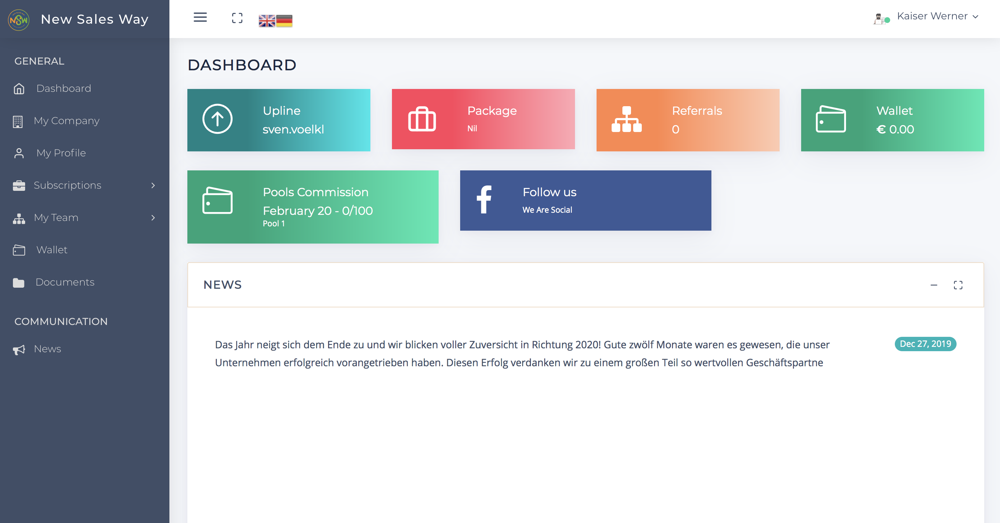 NSW
New Sales Way
Kaiser Werner
GENERAL
Dashboard
My Company
My Profile
Subscriptions
My Team
Wallet
Documents
COMMUNICATION
News
DASHBOARD
Upline
sven.voelkl
Package
Nil
Referrals
0
Wallet
€ 0.00
Pools Commission
February 20 - 0/100
Pool 1
Follow us
We Are Social
NEWS
Das Jahr neigt sich dem Ende zu und wir blicken voller Zuversicht in Richtung 2020! Gute zwölf Monate waren es gewesen, die unser
Unternehmen erfolgreich vorangetrieben haben. Diesen Erfolg verdanken wir zu einem großen Teil so wertvollen Geschäftspartne
Dec 27, 2019